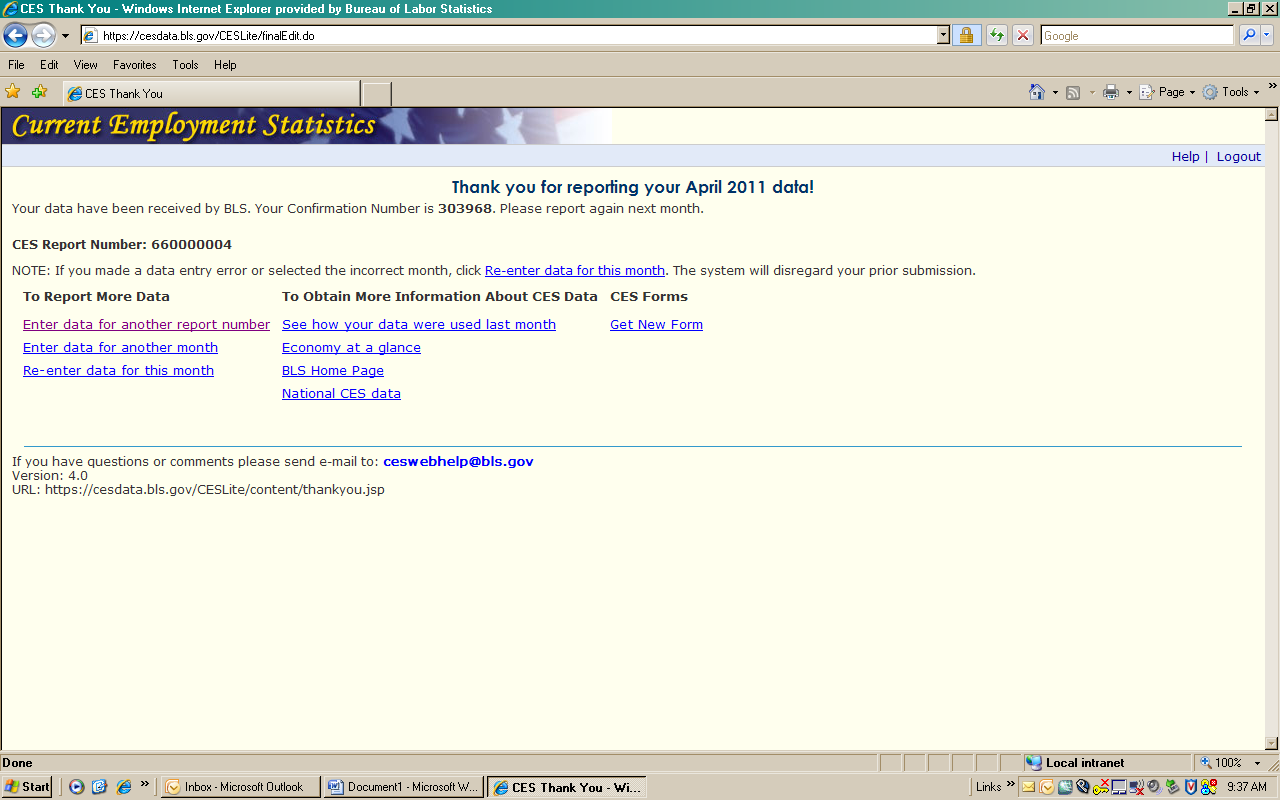 CES Thank You - Windows Internet Explorer provided by Bureau of Labor Statistics
https://cesdata.bls.gov/CESLite/finalEdit.do
Google
File Edit View Favorites Tools Help
CES Thank You
Page Tools
Current Employment Statistics
Help | Logout
Thank you for reporting your April 2011 data!
Your data have been received by BLS. Your Confirmation Number is 303968. Please report again next month.
CES Report Number: 660000004
NOTE: If you made a data entry error or selected the incorrect month, click Re-enter data for this month. The system will disregard your prior submission.
To Report More Data To Obtain More Information About CES Data CES Forms
Enter data for another report number See how your data were used last month Get New Form
Enter data for another month Economy at a glance
Re-enter data for this month BLS Home Page
National CES data
If you have questions or comments please send e-mail to: ceswebhelp@bls.gov
Version: 4.0
URL: https://cesdata.bls.gov/CESLite/content/thankyou.jsp
Done Local intranet 100%
Start Inbox - Microsoft Outlook Document1 - Microsoft W... CES Thank You - Wi... Links 9:37 AM